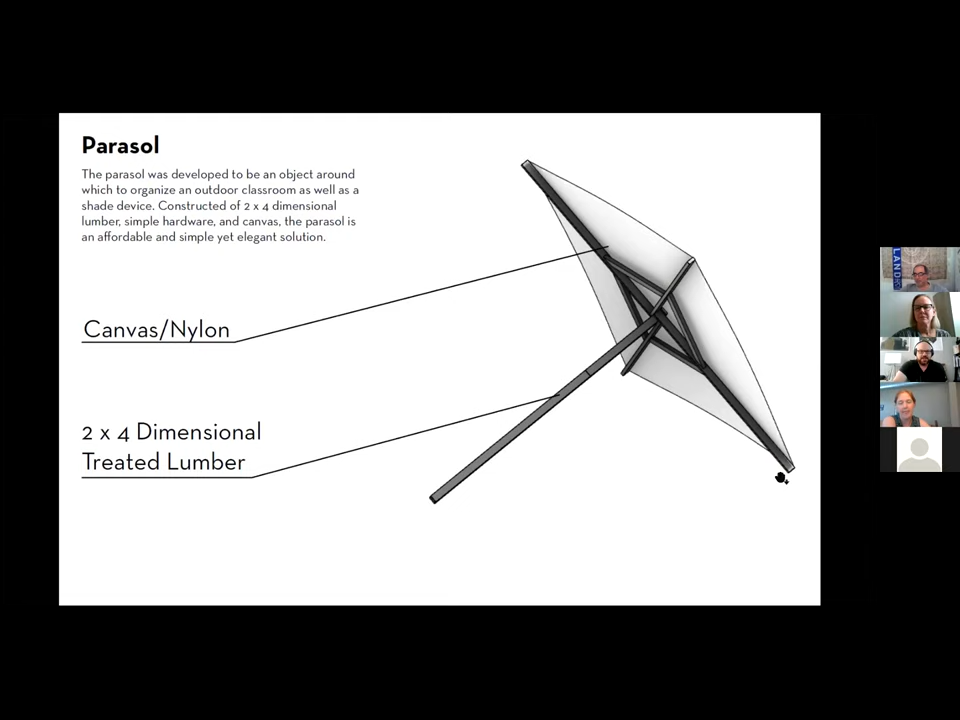 Parasol
The parasol was developed to be an object around
which to organize an outdoor classroom as well as a
shade device. Constructed of 2 x 4 dimensional
lumber, simple hardware, and canvas, the parasol is
an affordable and simple yet elegant solution.
Canvas/Nylon
2 x 4 Dimensional
Treated Lumber
LAND